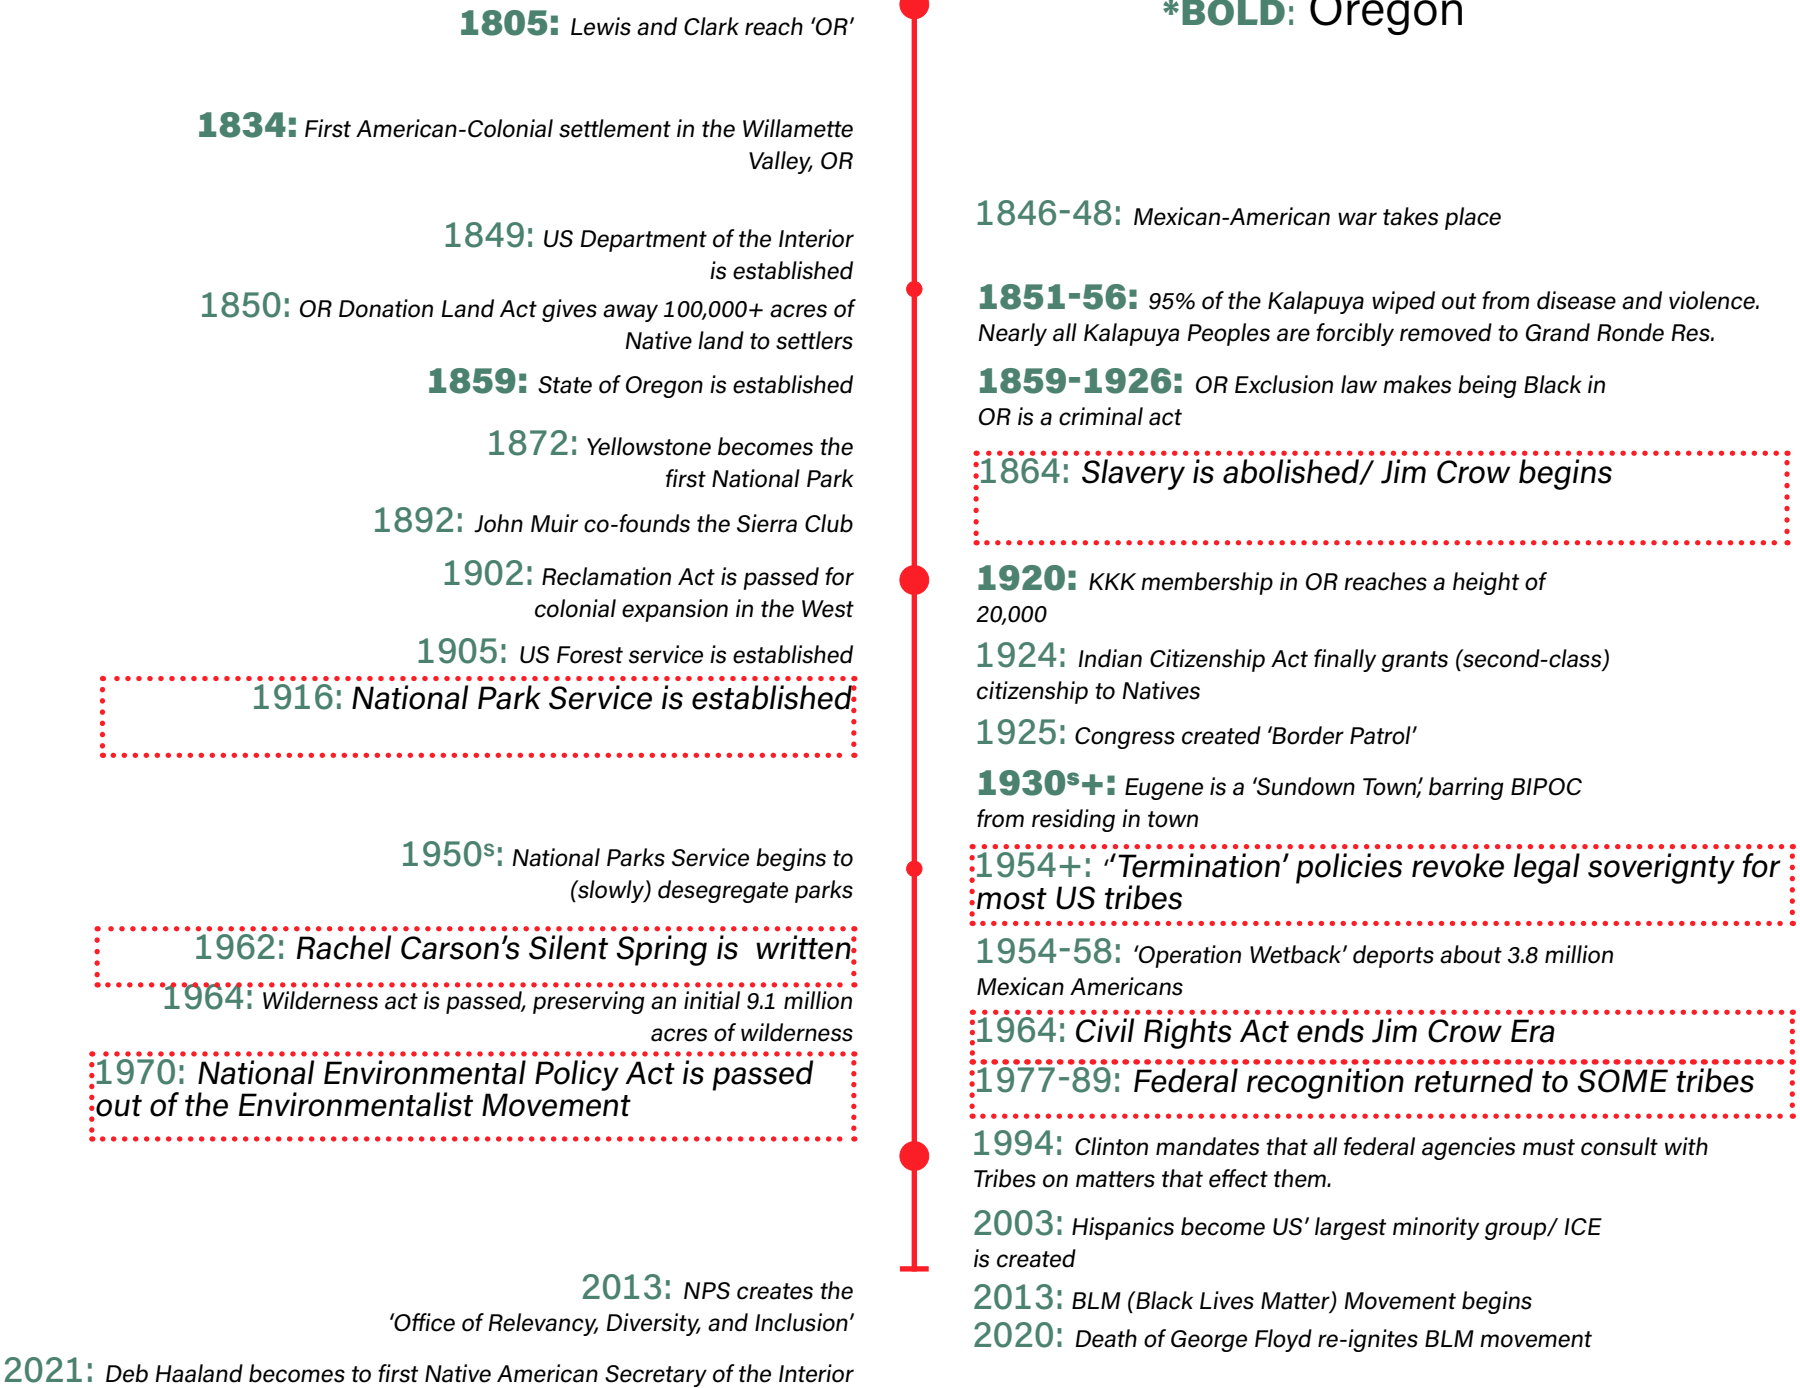 *BOLD: Oregon
1805: Lewis and Clark reach ‘OR’
1834: First American-Colonial settlement in the Willamette
Valley, OR
1849: US Department of the Interior
is established
1850: OR Donation Land Act gives away 100,000+ acres of
Native land to settlers
1859: State of Oregon is established
1872: Yellowstone becomes the
first National Park
1892: John Muir co-founds the Sierra Club
1902: Reclamation Act is passed for
colonial expansion in the West
1905: US Forest service is established
1916: National Park Service is established
1950s: National Parks Service begins to
(slowly) desegregate parks
1962: Rachel Carson’s Silent Spring is  written
1964: Wilderness act is passed, preserving an initial 9.1 million
acres of wilderness
1970: National Environmental Policy Act is passed
out of the Environmentalist Movement
2013: NPS creates the
‘Office of Relevancy, Diversity, and Inclusion’
2021: Deb Haaland becomes to first Native American Secretary of the Interior
1846-48: Mexican-American war takes place
1851-56: 95% of the Kalapuya wiped out from disease and violence.
Nearly all Kalapuya Peoples are forcibly removed to Grand Ronde Res.
1859-1926: OR Exclusion law makes being Black in
OR is a criminal act
1864: Slavery is abolished/ Jim Crow begins
1920: KKK membership in OR reaches a height of
20,000
1924: Indian Citizenship Act finally grants (second-class)
citizenship to Natives
1925: Congress created ‘Border Patrol’
1930s+: Eugene is a ‘Sundown Town’, barring BIPOC
from residing in town
1954+: ‘‘Termination’ policies revoke legal soverignty for
most US tribes
1954-58: ‘Operation Wetback’ deports about 3.8 million
Mexican Americans
1964: Civil Rights Act ends Jim Crow Era
1977-89: Federal recognition returned to SOME tribes
1994: Clinton mandates that all federal agencies must consult with
Tribes on matters that effect them.
2003: Hispanics become US’ largest minority group/ ICE
is created
2013: BLM (Black Lives Matter) Movement begins
2020: Death of George Floyd re-ignites BLM movement